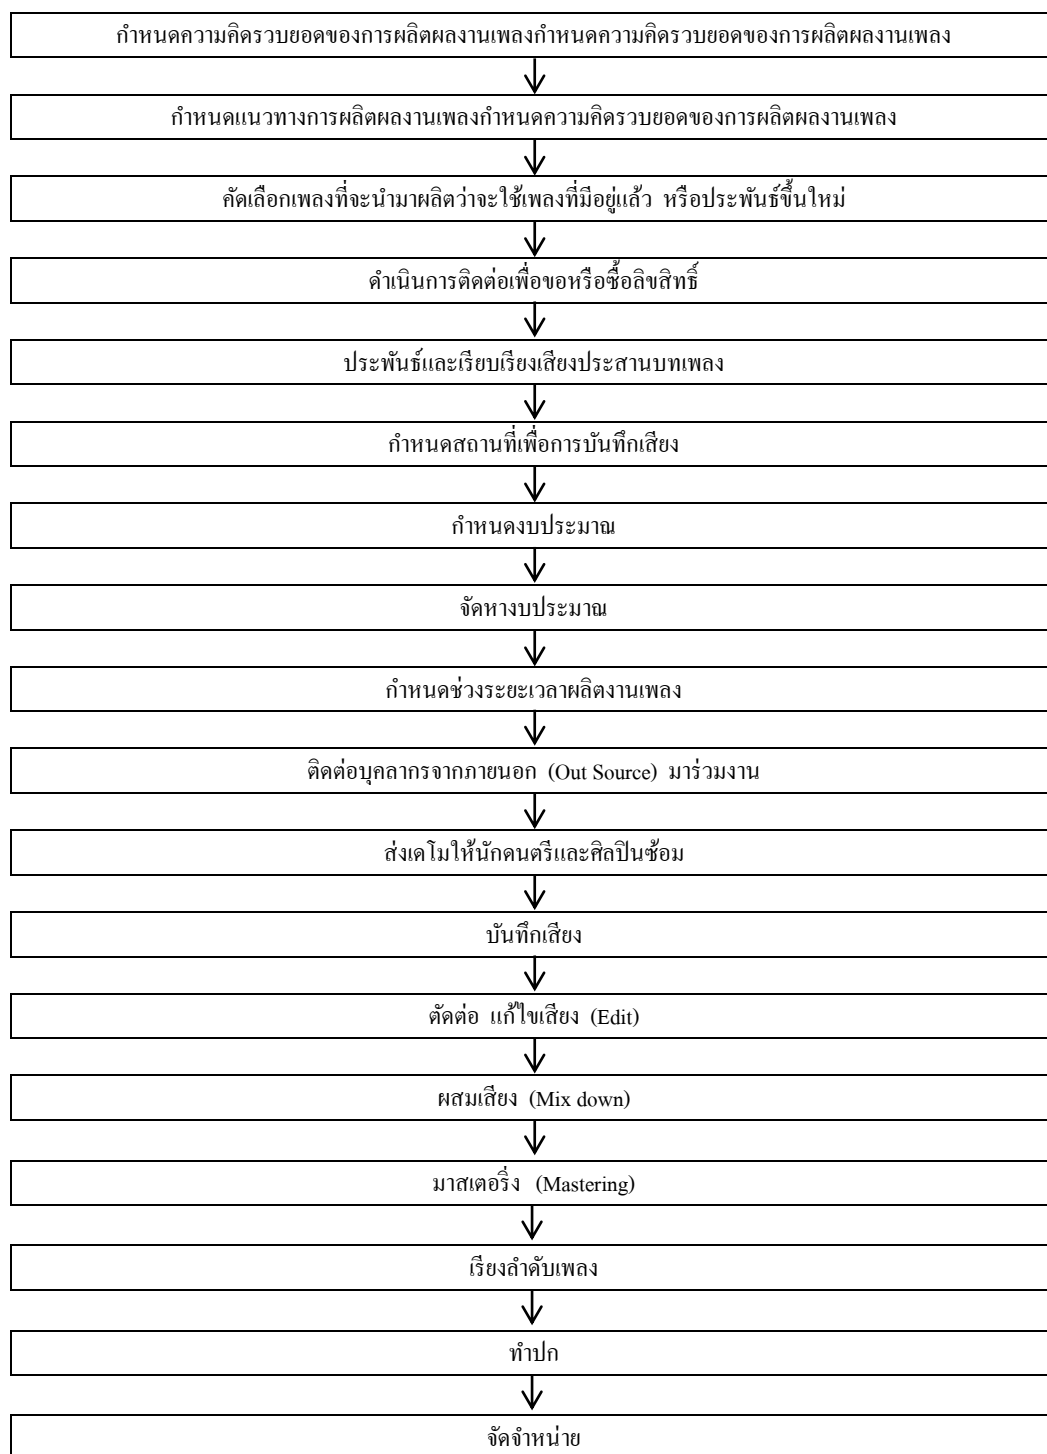 กำหนดความคิดรวบยอดของการผลิตผลงานเพลงกำหนดความคิดรวบยอดของการผลิตผลงานเพลง
กำหนดแนวทางการผลิตผลงานเพลงกำหนดความคิดรวบยอดของการผลิตผลงานเพลง
คัดเลือกเพลงที่จะนำมาผลิตว่าจะใช้เพลงที่มีอยู่แล้ว หรือประพันธ์ขึ้นใหม่
ดำเนินการติดต่อเพื่อขอหรือซื้อลิขสิทธิ์
ประพันธ์และเรียบเรียงเสียงประสานบทเพลง
กำหนดสถานที่เพื่อการบันทึกเสียง
กำหนดงบประมาณ
จัดหางบประมาณ
กำหนดช่วงระยะเวลาผลิตงานเพลง
ติดต่อบุคลากรจากภายนอก (Out Source) มาร่วมงาน
ส่งเดโมให้นักดนตรีและศิลปินซ้อม
บันทึกเสียง
ตัดต่อ แก้ไขเสียง (Edit)
ผสมเสียง (Mix down)
มาสเตอริ่ง (Mastering)
เรียงลำดับเพลง
ทำปก
จัดจำหน่าย